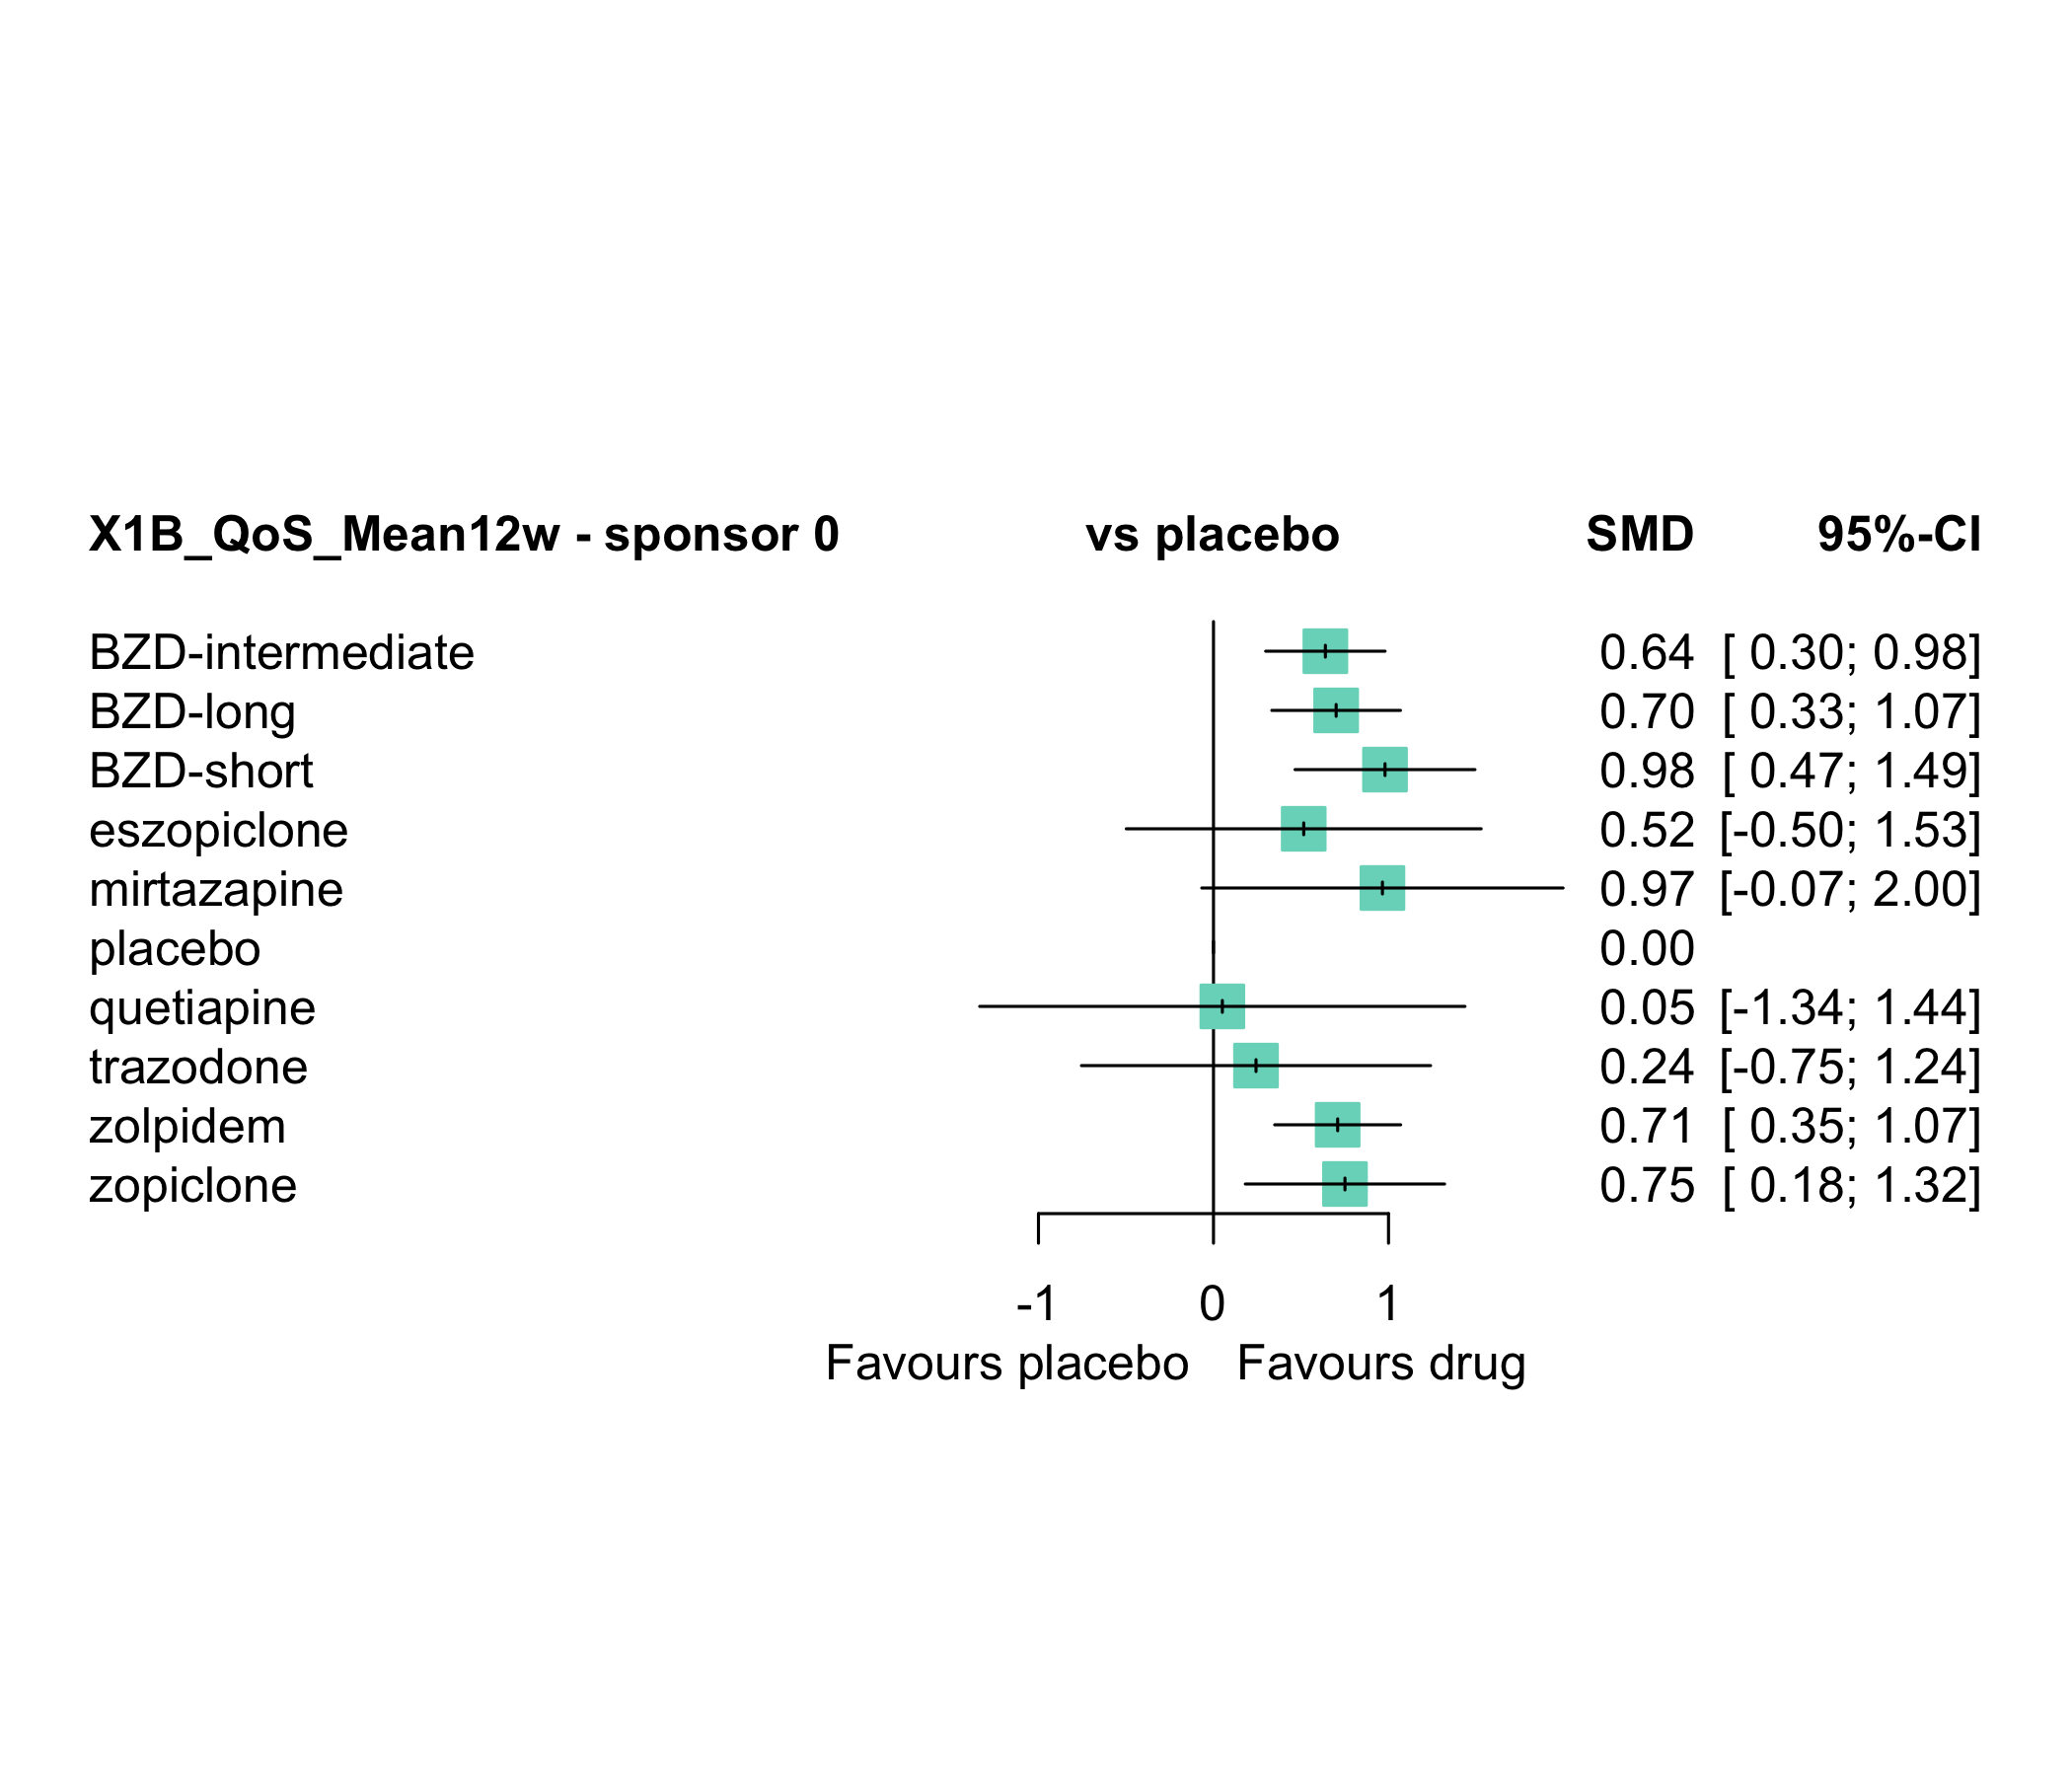 X1B_QoS_Mean12w - sponsor 0 vs placebo SMD 95%-CI
BZD-intermediate 0.64 [ 0.30; 0.98]
BZD-long 0.70 [ 0.33; 1.07]
BZD-short 0.98 [ 0.47; 1.49]
eszopiclone 0.52 [-0.50; 1.53]
mirtazapine 0.97 [-0.07; 2.00]
placebo 0.00
quetiapine 0.05 [-1.34; 1.44]
trazodone 0.24 [-0.75; 1.24]
zolpidem 0.71 [ 0.35; 1.07]
zopiclone 0.75 [ 0.18; 1.32]
-1 0 1
Favours placebo Favours drug